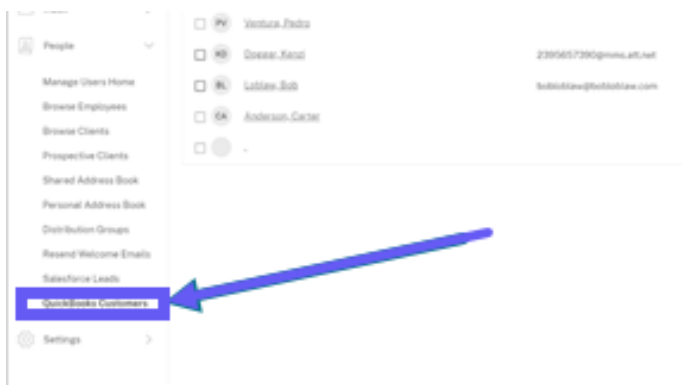 People
Manage Users Home
Browse Employees
Browse Clients
Prospective Clients
Shared Address Book
Personal Address Book
Distribution Groups
Resend Welcome Emails
Salesforce Leads
QuickBooks Customers
Settings
PV Ventura, Pedro
KD
BL Loblaw, Bob
bobloblaw@bobloblaw.com
CA Anderson, Carter